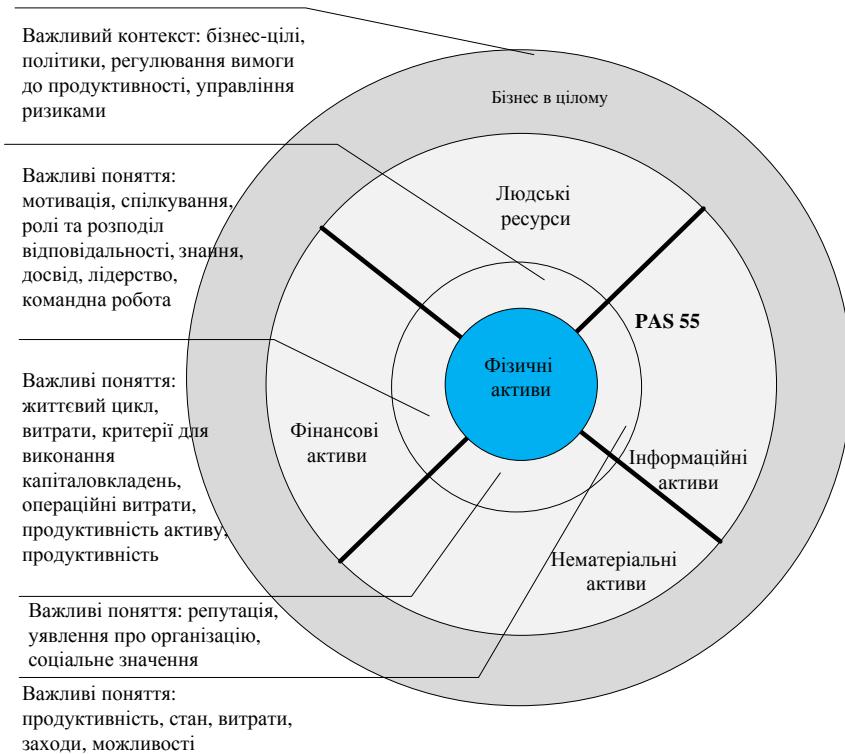 Важливий контекст: бізнес-цілі,
політики, регулювання вимоги
до продуктивності, управління
ризиками
Важливі поняття:
мотивація, спілкування,
ролі та розподіл
відповідальності, знання,
досвід, лідерство,
командна робота
Важливі поняття:
життєвий цикл,
витрати, критерії для
виконання
капіталовкладень,
операційні витрати,
продуктивність активу,
продуктивність
Важливі поняття: репутація,
уявлення про організацію,
соціальне значення
Важливі поняття:
продуктивність, стан, витрати,
заходи, можливості
Бізнес в цілому
Людські
ресурси
PAS 55
Фізичні
активи
Фінансові
активи
Інформаційні
активи
Нематеріальні
активи